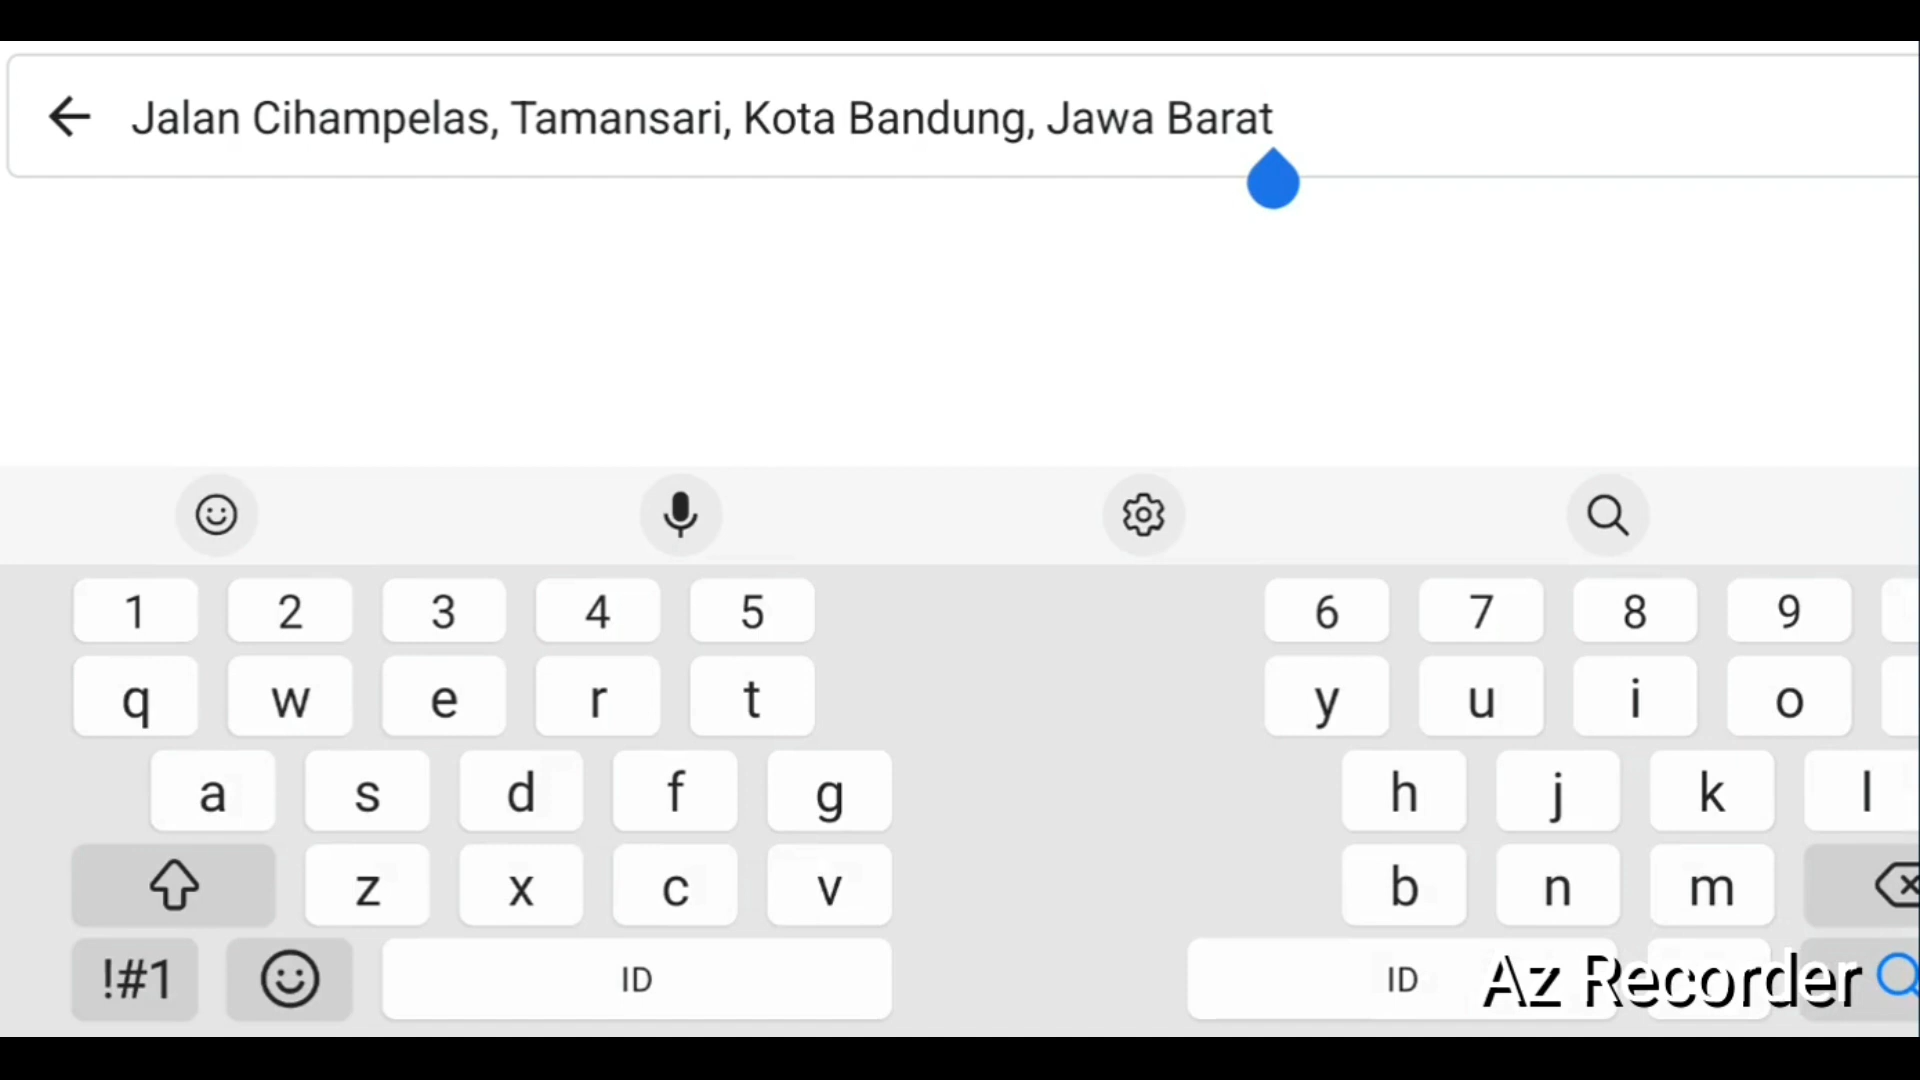 Jalan Cihampelas, Tamansari, Kota Bandung, Jawa Barat
1 2 3 4 5 6 7 8 9
q w e r t y u i o
a s d f g h j k l
z x c v b n m
!#1 ID ID
Az Recorder